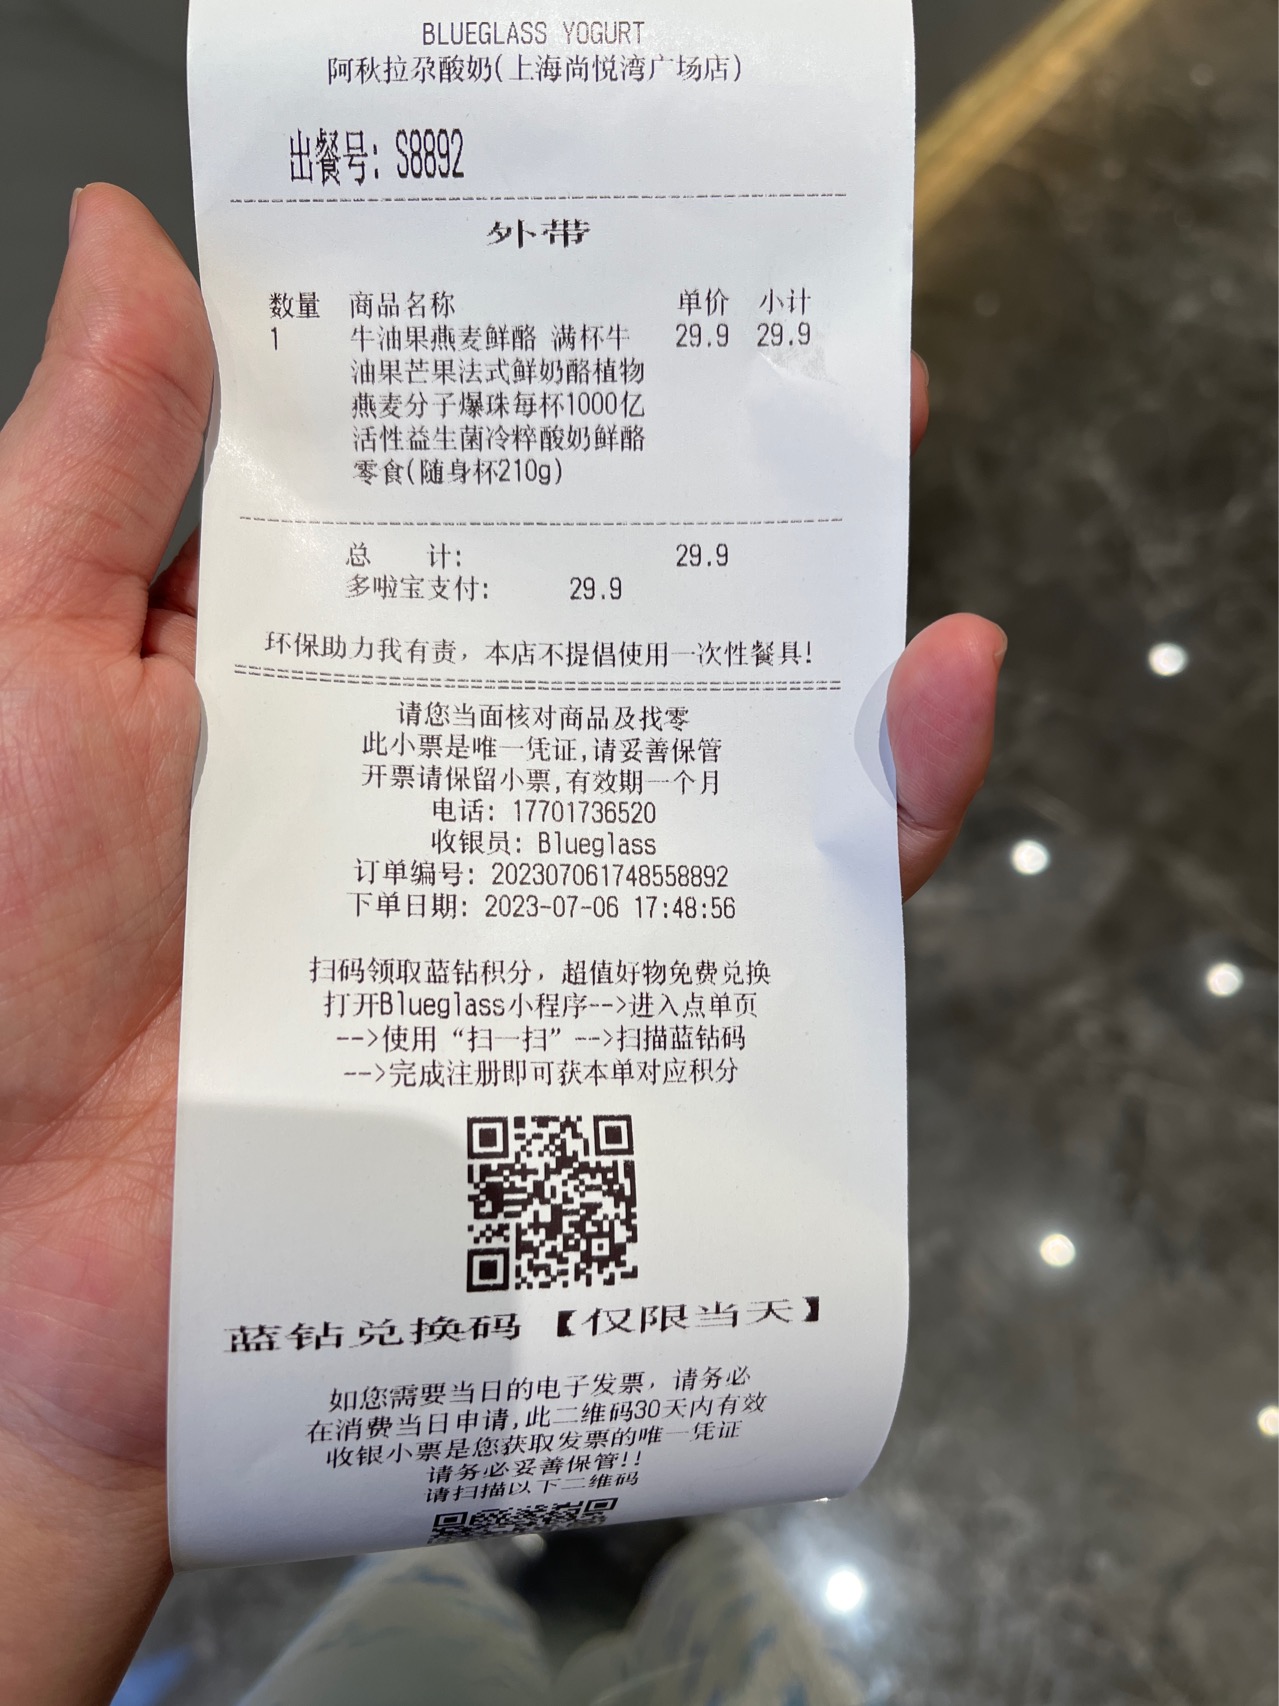 BLUEGLASS YOGURT
阿秋拉尕酸奶(上海尚悦湾广场店)
出餐号: S8892
外带
数量 商品名称 单价 小计
1 牛油果燕麦鲜酪 满杯牛 29.9 29.9
油果芒果法式鲜奶酪植物
燕麦分子爆珠每杯1000亿
活性益生菌冷粹酸奶鲜酪
零食(随身杯210g)
总 计: 29.9
多啦宝支付: 29.9
环保助力我有责，本店不提倡使用一次性餐具!
请您当面核对商品及找零
此小票是唯一凭证,请妥善保管
开票请保留小票,有效期一个月
电话: 17701736520
收银员: Blueglass
订单编号: 202307061748558892
下单日期: 2023-07-06 17:48:56
扫码领取蓝钻积分，超值好物免费兑换
打开Blueglass小程序-->进入点单页
-->使用“扫一扫”-->扫描蓝钻码
-->完成注册即可获本单对应积分
蓝钻兑换码【仅限当天】
如您需要当日的电子发票，请务必
在消费当日申请,此二维码30天内有效
收银小票是您获取发票的唯一凭证
请务必妥善保管!!
请扫描以下二维码